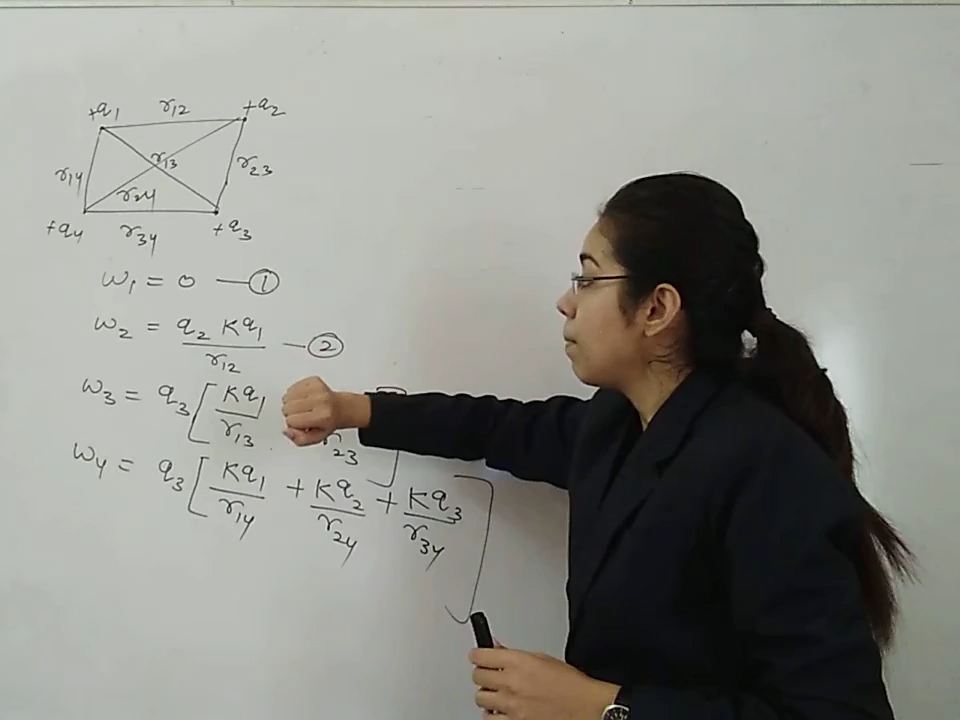 +q1 r12 +q2
r14 r13 r23
r24
+q4 r34 +q3
w1 = 0 — ①
w2 = q2 Kq1 / r12 — ②
w3 = q3 [ Kq1 / r13 r23 ]
w4 = q3 [ Kq1 / r14 + Kq2 / r24 + Kq3 / r34 ]